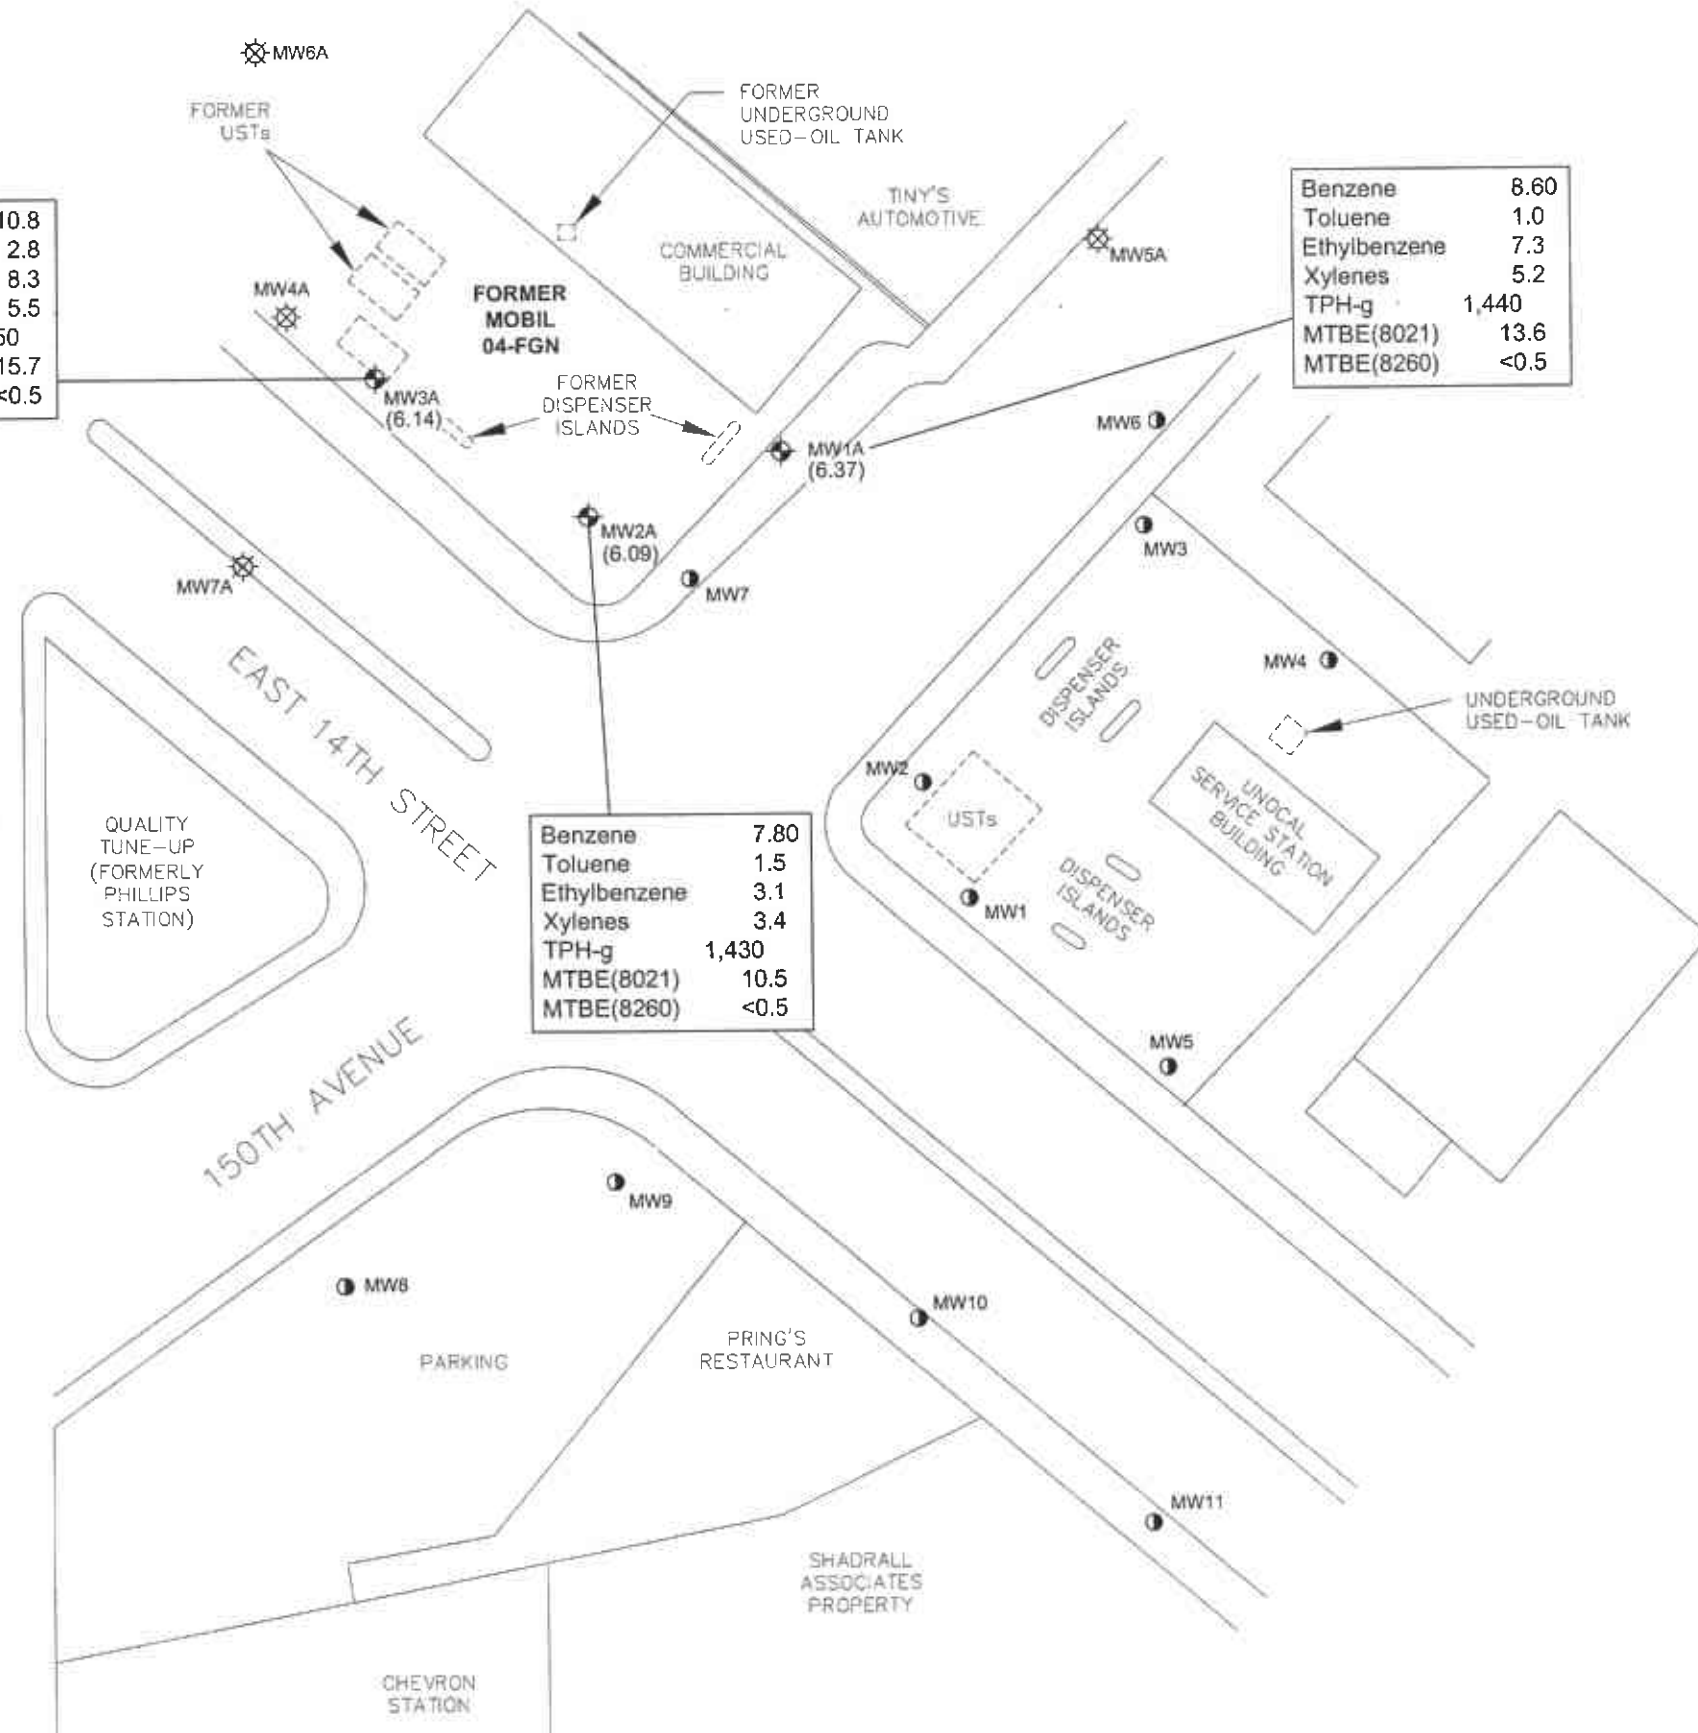 MW6A
FORMER
USTs
FORMER
UNDERGROUND
USED-OIL TANK
TINY'S
AUTOMOTIVE
COMMERCIAL
BUILDING
MW5A
Benzene 8.60
Toluene 1.0
Ethylbenzene 7.3
Xylenes 5.2
TPH-g 1,440
MTBE(8021) 13.6
MTBE(8260) <0.5
10.8
2.8
8.3
5.5
50
15.7
<0.5
MW4A
FORMER
MOBIL
04-FGN
MW3A
(6.14)
FORMER
DISPENSER
ISLANDS
MW1A
(6.37)
MW6
MW2A
(6.09)
MW3
MW7A
MW7
EAST 14TH STREET
DISPENSER
ISLANDS
MW4
UNDERGROUND
USED-OIL TANK
MW2
USTs
UNOCAL
SERVICE STATION
BUILDING
QUALITY
TUNE-UP
(FORMERLY
PHILLIPS
STATION)
Benzene 7.80
Toluene 1.5
Ethylbenzene 3.1
Xylenes 3.4
TPH-g 1,430
MTBE(8021) 10.5
MTBE(8260) <0.5
MW1
DISPENSER
ISLANDS
MW5
150TH AVENUE
MW9
MW8
MW10
PARKING
PRING'S
RESTAURANT
MW11
SHADRALL
ASSOCIATES
PROPERTY
CHEVRON
STATION